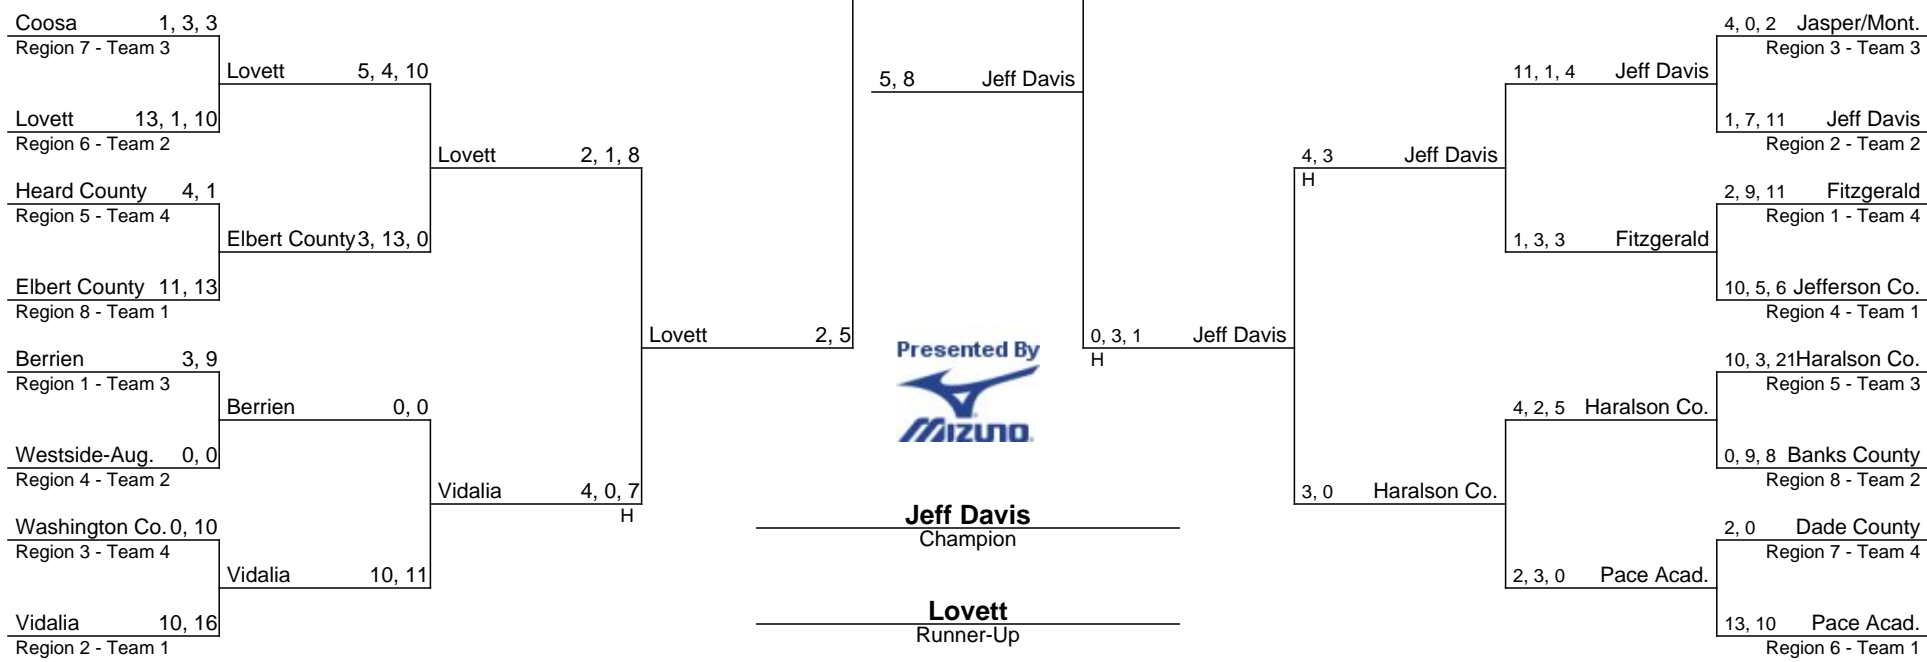 Coosa 1, 3, 3
Region 7 - Team 3
Lovett 13, 1, 10
Region 6 - Team 2
Heard County 4, 1
Region 5 - Team 4
Elbert County 11, 13
Region 8 - Team 1
Berrien 3, 9
Region 1 - Team 3
Westside-Aug. 0, 0
Region 4 - Team 2
Washington Co. 0, 10
Region 3 - Team 4
Vidalia 10, 16
Region 2 - Team 1
Lovett 5, 4, 10
Elbert County 3, 13, 0
Berrien 0, 0
Vidalia 10, 11
Lovett 2, 1, 8
Vidalia 4, 0, 7
H
Lovett 2, 5
5, 8 Jeff Davis
Presented By
MIZUNO
Jeff Davis
Champion
Lovett
Runner-Up
0, 3, 1 Jeff Davis
H
4, 3 Jeff Davis
H
3, 0 Haralson Co.
11, 1, 4 Jeff Davis
1, 3, 3 Fitzgerald
4, 2, 5 Haralson Co.
2, 3, 0 Pace Acad.
4, 0, 2 Jasper/Mont.
Region 3 - Team 3
1, 7, 11 Jeff Davis
Region 2 - Team 2
2, 9, 11 Fitzgerald
Region 1 - Team 4
10, 5, 6 Jefferson Co.
Region 4 - Team 1
10, 3, 21 Haralson Co.
Region 5 - Team 3
0, 9, 8 Banks County
Region 8 - Team 2
2, 0 Dade County
Region 7 - Team 4
13, 10 Pace Acad.
Region 6 - Team 1